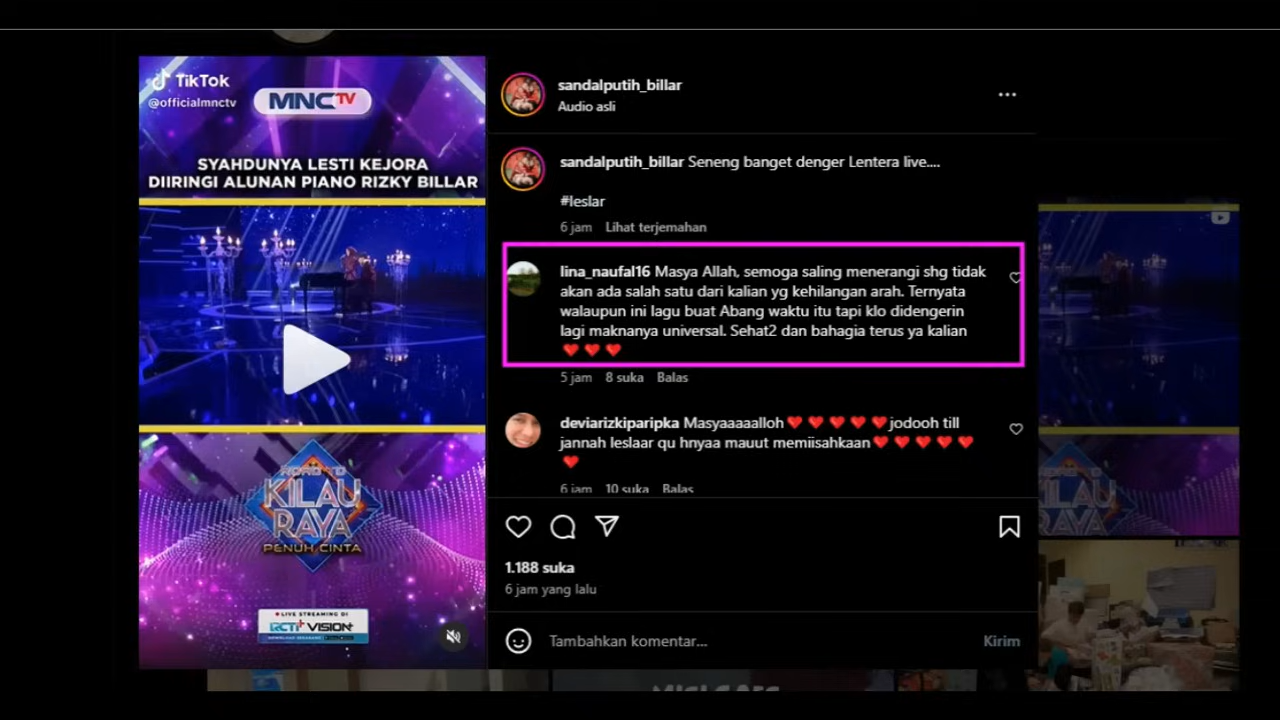 TikTok
@officialmnctv
MNCTV
SYAHDUNYA LESTI KEJORA
DIIRINGI ALUNAN PIANO RIZKY BILLAR
ROAD TO
KILAU
RAYA
PENUH CINTA
LIVE STREAMING DI
RCTI+ VISION+
sandalputih_billar
Audio asli
sandalputih_billar Seneng banget denger Lentera live....
#leslar
6 jam Lihat terjemahan
lina_naufal16 Masya Allah, semoga saling menerangi shg tidak
akan ada salah satu dari kalian yg kehilangan arah. Ternyata
walaupun ini lagu buat Abang waktu itu tapi klo didengerin
lagi maknanya universal. Sehat2 dan bahagia terus ya kalian
❤️❤️❤️
5 jam 8 suka Balas
deviarizkiparipka Masyaaaaalloh❤️❤️❤️❤️❤️jodooh till
jannah leslaar qu hnyaa mauut memiisahkaan❤️❤️❤️❤️❤️
❤️
6 jam 10 suka Balas
1.188 suka
6 jam yang lalu
Tambahkan komentar...
Kirim